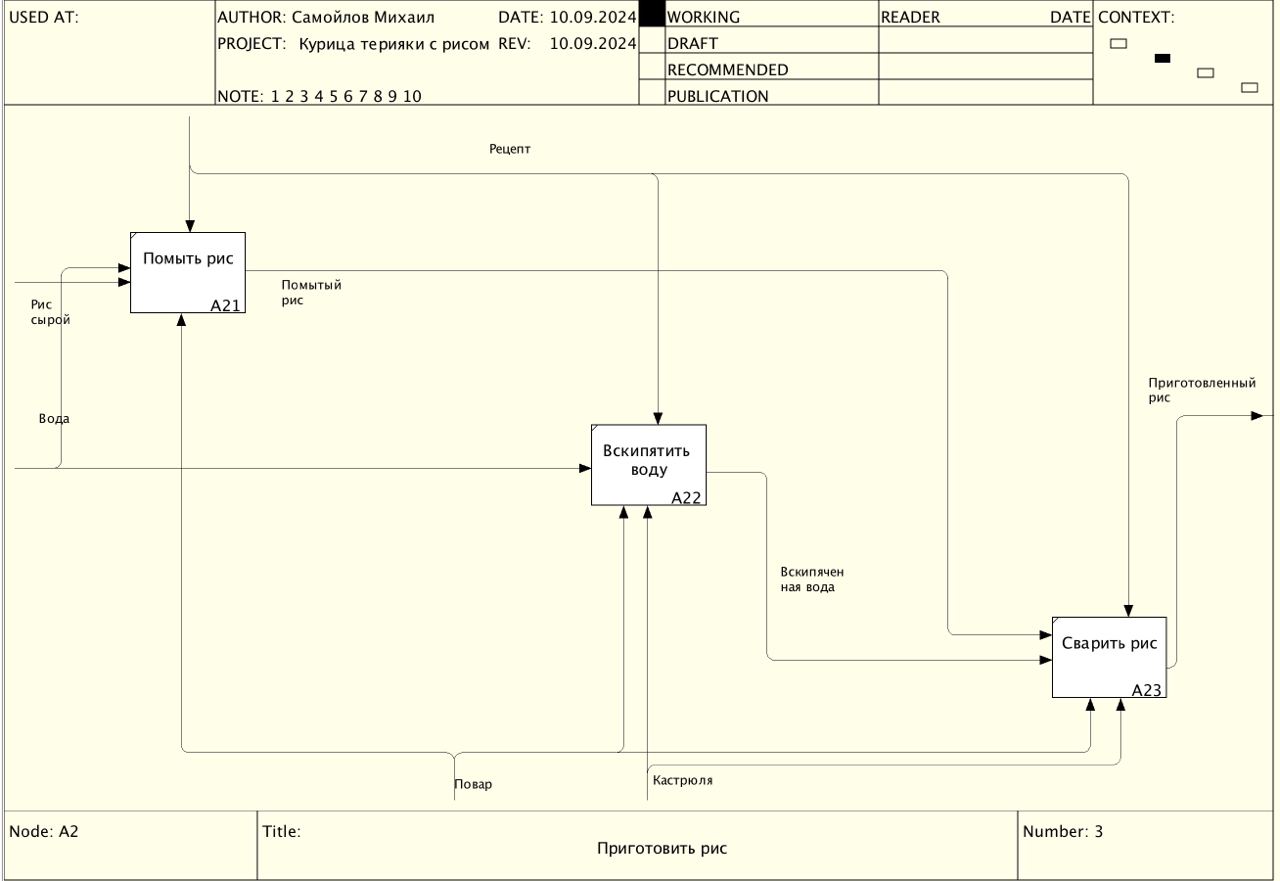 USED AT:
AUTHOR: Самойлов Михаил
DATE: 10.09.2024
WORKING
READER
DATE
CONTEXT:
PROJECT: Курица терияки с рисом
REV: 10.09.2024
DRAFT
RECOMMENDED
NOTE: 1 2 3 4 5 6 7 8 9 10
PUBLICATION
Рецепт
Помыть рис
A21
Помытый
рис
Рис
сырой
Вода
Приготовленный
рис
Вскипятить
воду
A22
Вскипячен
ная вода
Сварить рис
A23
Повар
Кастрюля
Node: A2
Title:
Приготовить рис
Number: 3